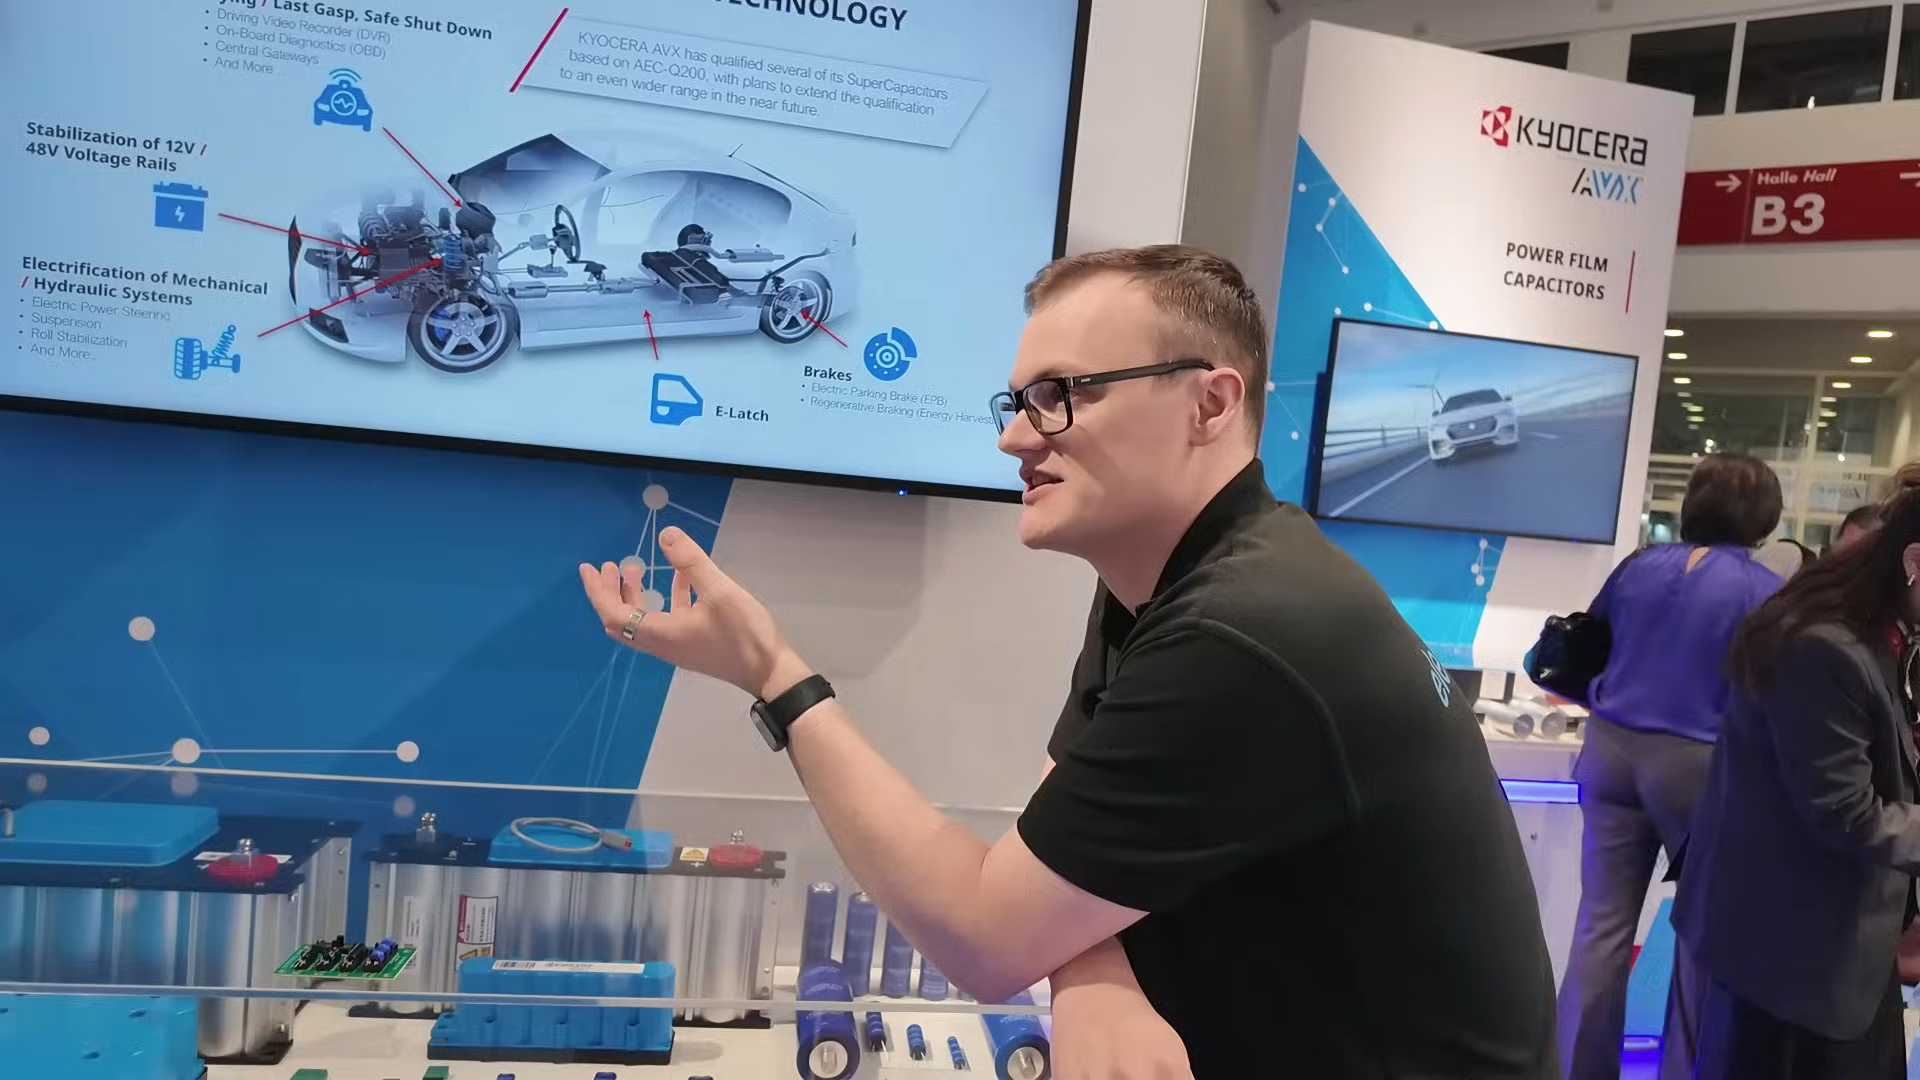 Last Gasp, Safe Shut Down
• Driving Video Recorder (DVR)
• On-Board Diagnostics (OBD)
• Central Gateways
• And More ...
TECHNOLOGY
KYOCERA AVX has qualified several of its SuperCapacitors
based on AEC-Q200, with plans to extend the qualification
to an even wider range in the near future.
Stabilization of 12V /
48V Voltage Rails
Electrification of Mechanical
/ Hydraulic Systems
• Electric Power Steering
• Suspension
• Roll Stabilization
• And More...
E-Latch
Brakes
• Electric Parking Brake (EPB)
• Regenerative Braking (Energy Harvesti
KYOCERA
AVX
POWER FILM
CAPACITORS
Halle Hall
B3